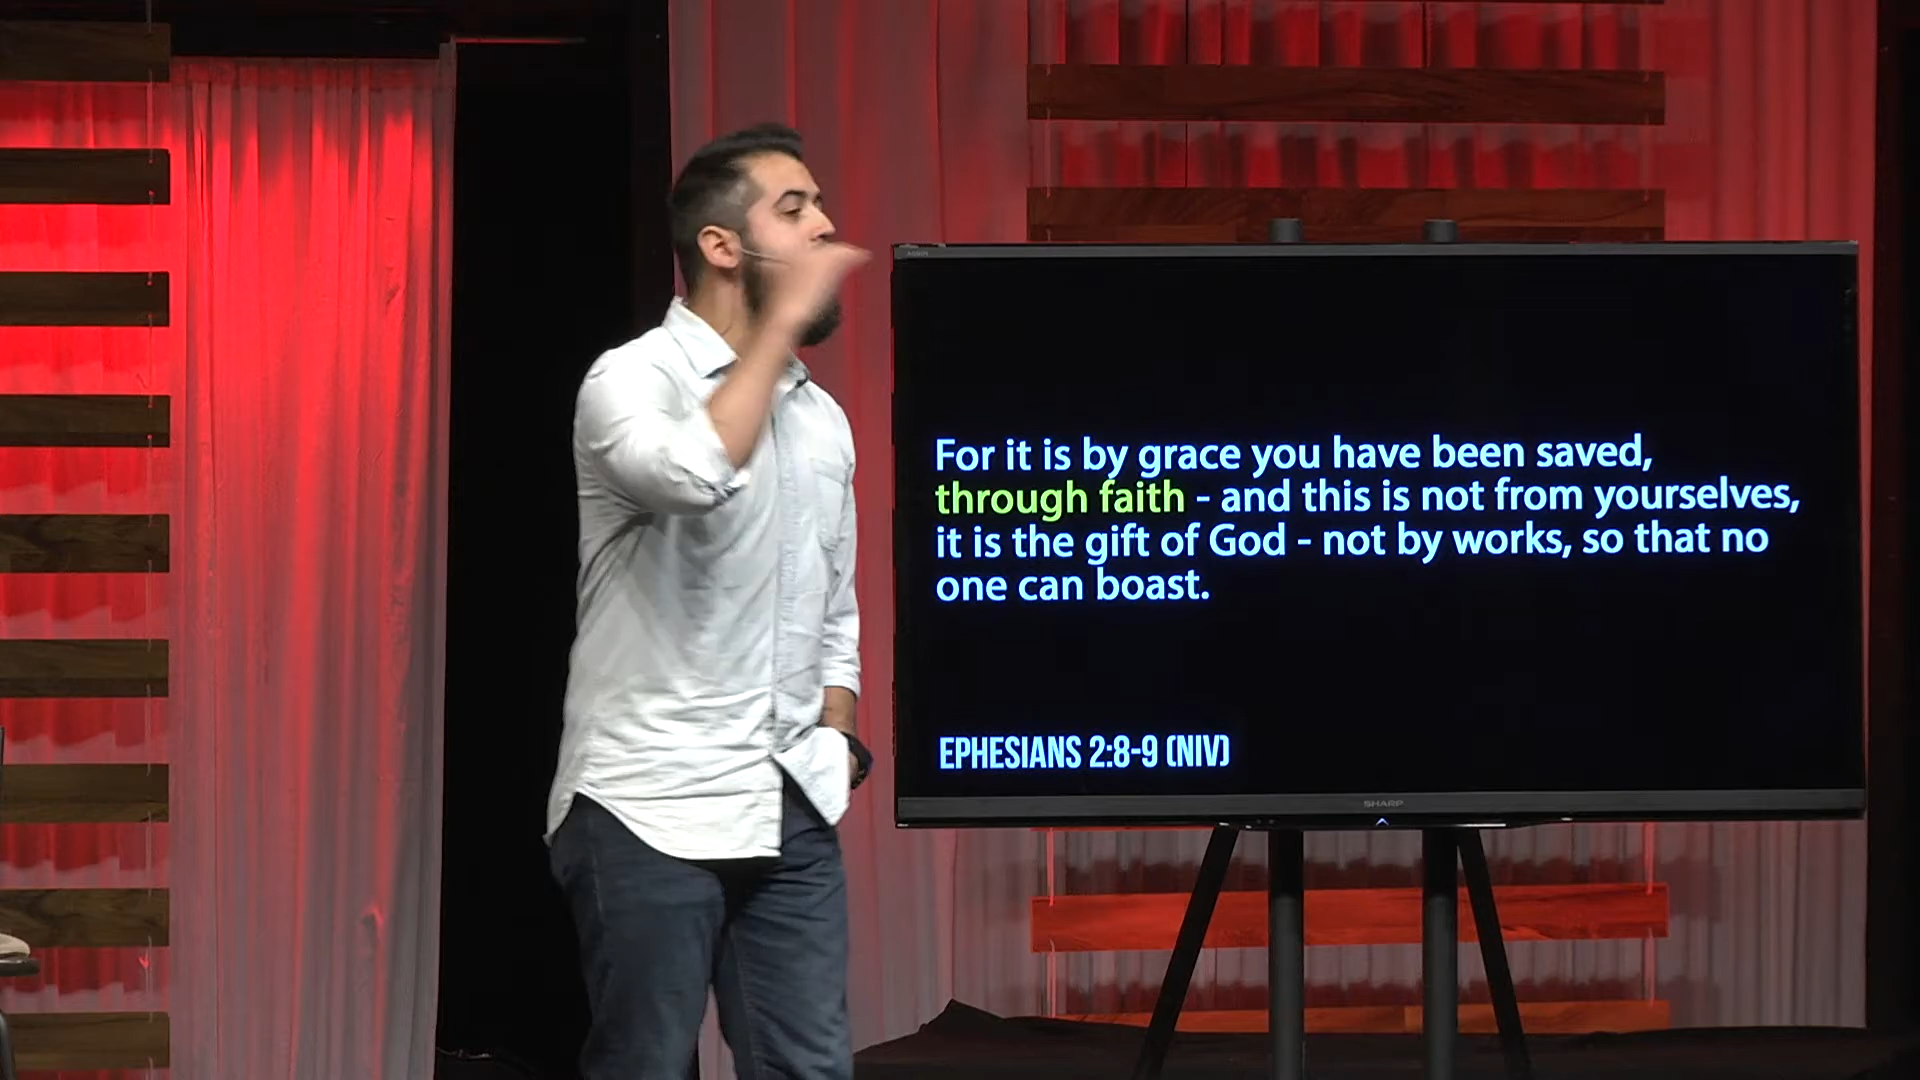 For it is by grace you have been saved,
through faith - and this is not from yourselves,
it is the gift of God - not by works, so that no
one can boast.
EPHESIANS 2:8-9 (NIV)
SHARP